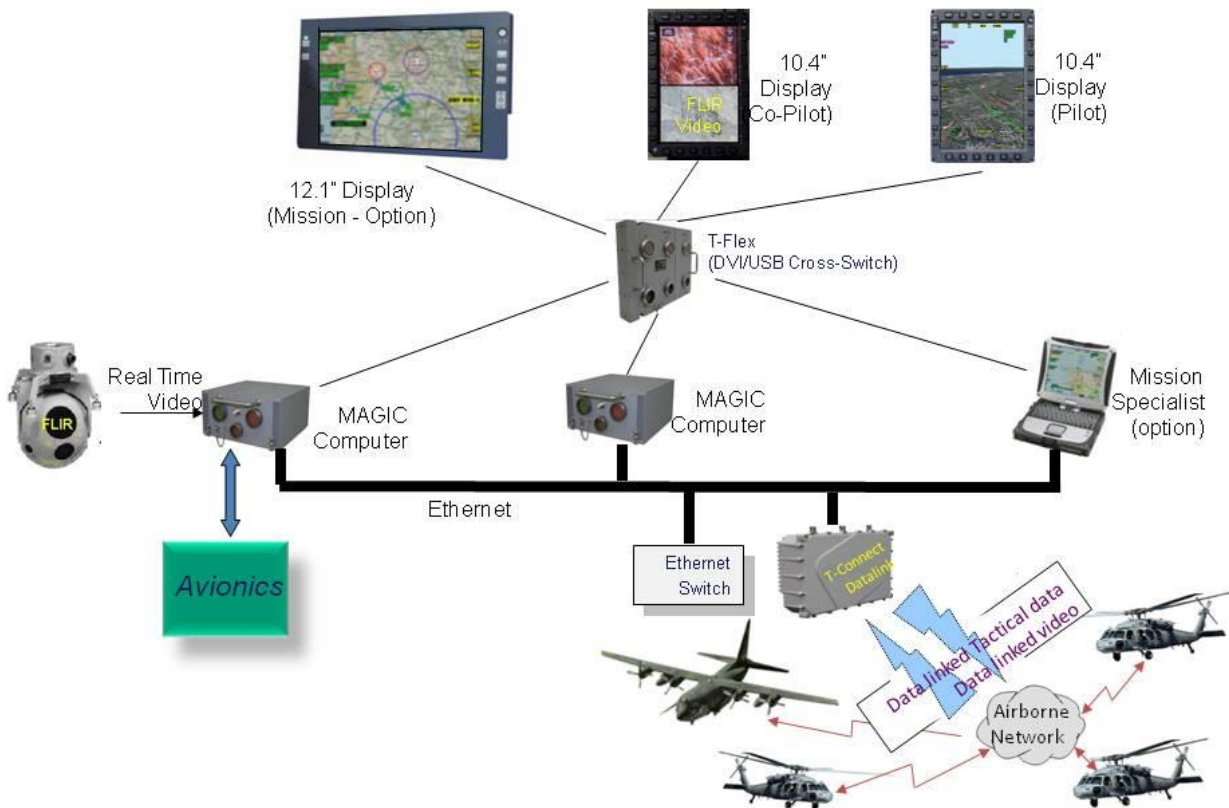 FLIR
Video
10.4"
Display
(Co-Pilot)
10.4"
Display
(Pilot)
12.1" Display
(Mission - Option)
T-Flex
(DVI/USB Cross-Switch)
Real Time
Video
FLIR
MAGIC
Computer
MAGIC
Computer
Mission
Specialist
(option)
Ethernet
Avionics
Ethernet
Switch
T-Connect
Datalink
Data linked Tactical data
Data linked video
Airborne
Network